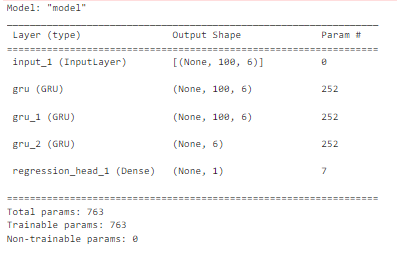 Model: "model"
Layer (type) Output Shape Param #
input_1 (InputLayer) [(None, 100, 6)] 0
gru (GRU) (None, 100, 6) 252
gru_1 (GRU) (None, 100, 6) 252
gru_2 (GRU) (None, 6) 252
regression_head_1 (Dense) (None, 1) 7
Total params: 763
Trainable params: 763
Non-trainable params: 0